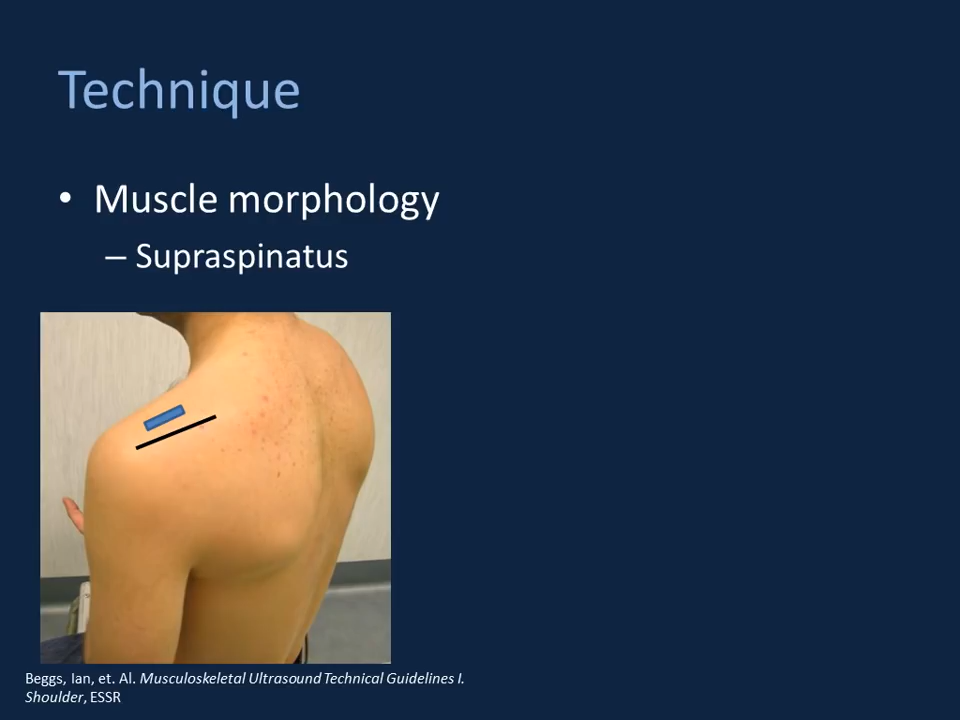 Technique
• Muscle morphology
– Supraspinatus
Beggs, Ian, et. Al. Musculoskeletal Ultrasound Technical Guidelines I.
Shoulder, ESSR